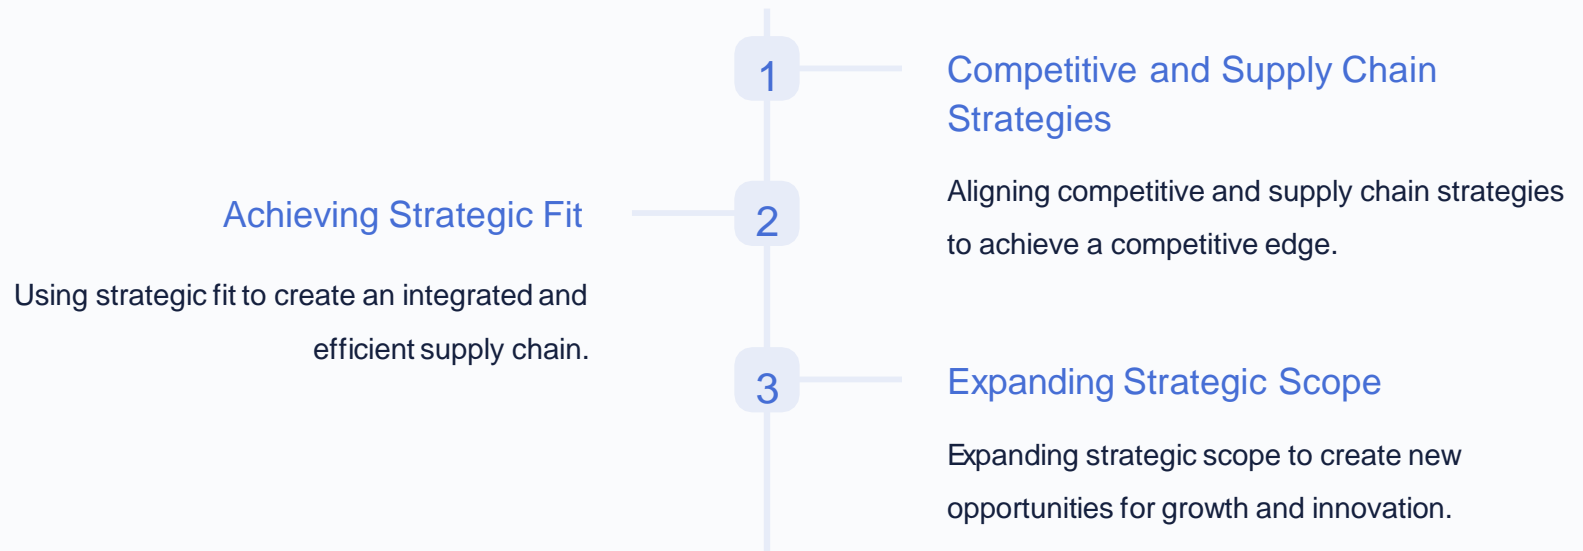 1
Competitive and Supply Chain
Strategies
Aligning competitive and supply chain strategies
to achieve a competitive edge.
2
Achieving Strategic Fit
Using strategic fit to create an integrated and
efficient supply chain.
3
Expanding Strategic Scope
Expanding strategic scope to create new
opportunities for growth and innovation.